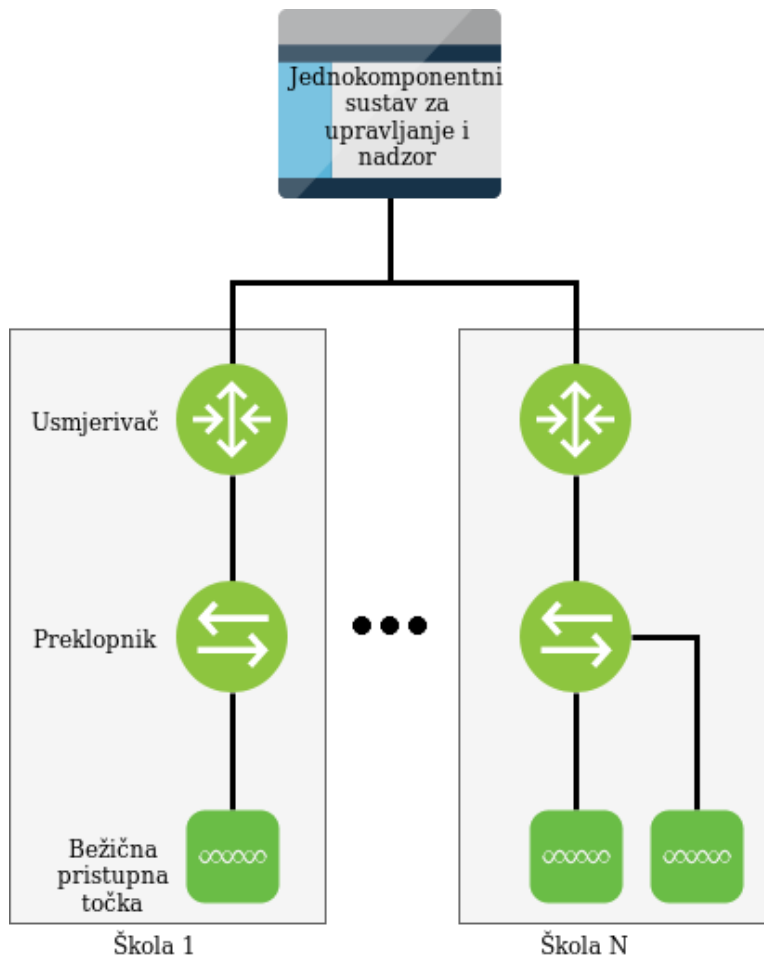 Jednokomponentni
sustav za
upravljanje i
nadzor
Usmjerivač
Preklopnik
Bežična
pristupna
točka
Škola 1
Škola N